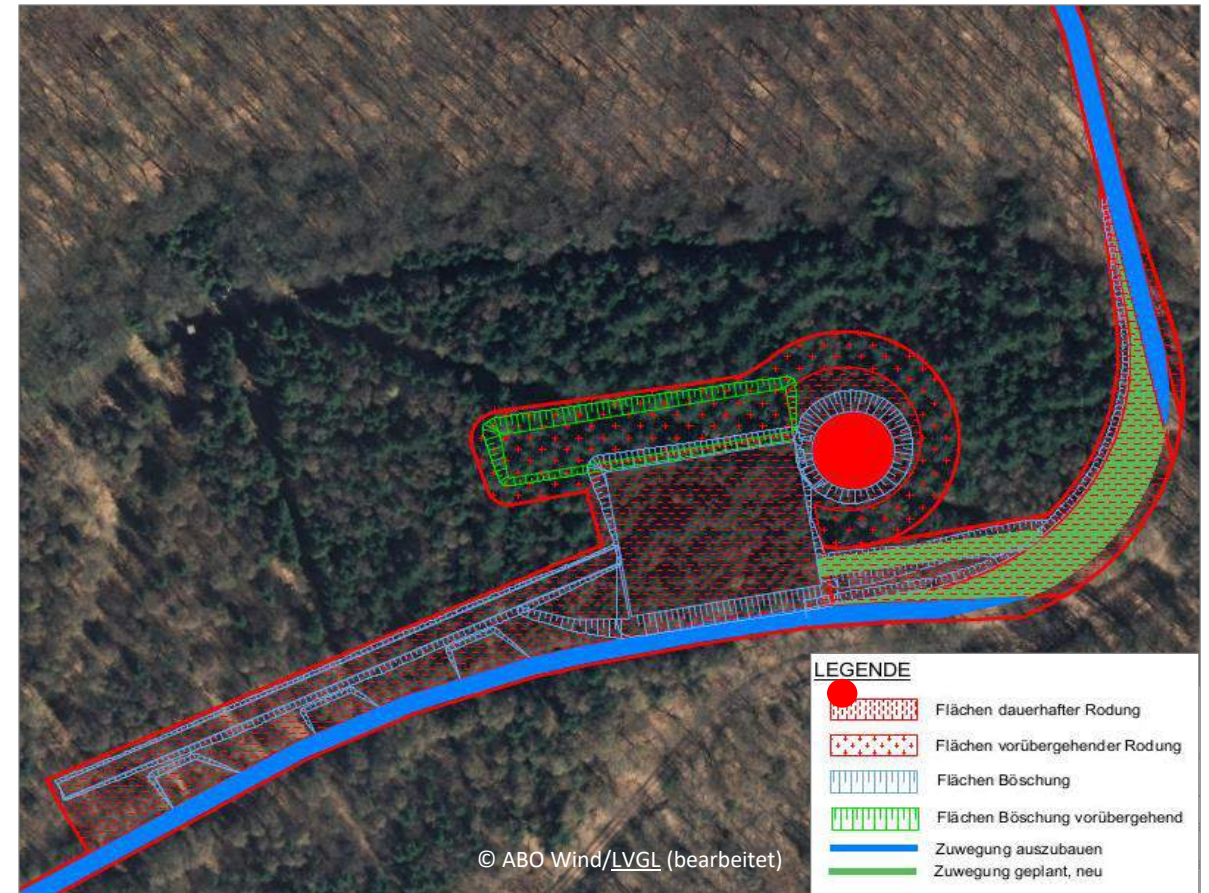 LEGENDE
Flächen dauerhafter Rodung
Flächen vorübergehender Rodung
Flächen Böschung
Flächen Böschung vorübergehend
Zuwegung auszubauen
Zuwegung geplant, neu
© ABO Wind/LVGL (bearbeitet)